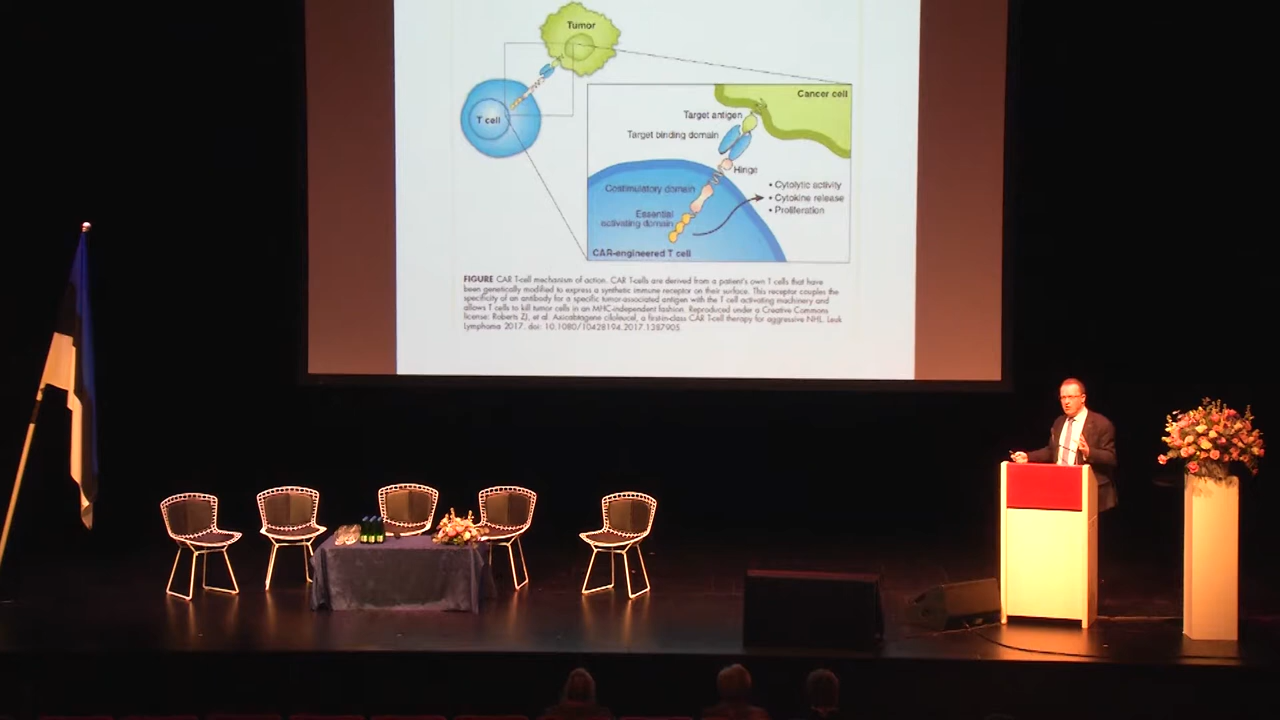 Tumor
T cell
Cancer cell
Target antigen
Target binding domain
Hinge
Costimulatory domain
• Cytolytic activity
• Cytokine release
• Proliferation
Essential
activating domain
CAR-engineered T cell
FIGURE CAR T-cell mechanism of action. CAR T-cells are derived from a patient's own T cells that have
been genetically modified to express a synthetic immune receptor on their surface. This receptor couples the
specificity of an antibody for a specific tumor-associated antigen with the T cell activating machinery and
allows T cells to kill tumor cells in an MHC-independent fashion. Reproduced under a Creative Commons
license: Roberts ZJ, et al. Axicabtagene ciloleucel, a first-in-class CAR T-cell therapy for aggressive NHL. Leuk
Lymphoma 2017. doi: 10.1080/10428194.2017.1387905.